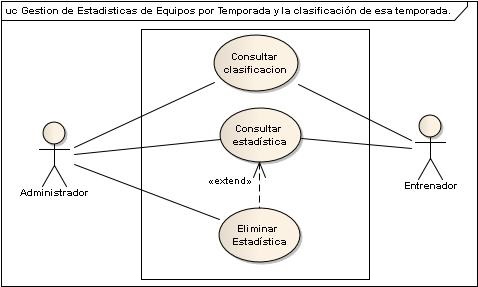 uc Gestion de Estadisticas de Equipos por Temporada y la clasificación de esa temporada.
Consultar
clasificacion
Consultar
estadística
«extend»
Administrador
Entrenador
Eliminar
Estadística